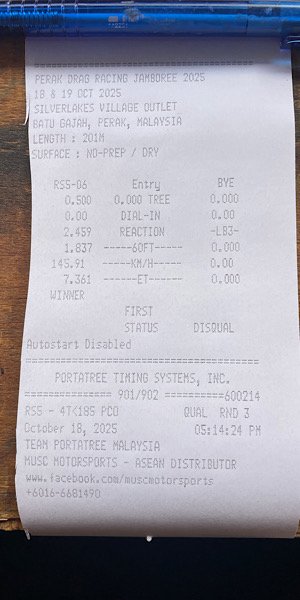 ==========================================
PERAK DRAG RACING JAMBOREE 2025
18 & 19 OCT 2025
SILVERLAKES VILLAGE OUTLET
BATU GAJAH, PERAK, MALAYSIA
LENGTH : 201M
SURFACE : NO-PREP / DRY
RS5-06 Entry BYE
0.500 0.000 TREE 0.000
0.00 DIAL-IN 0.00
2.459 REACTION -LB3-
1.837 -----60FT------ 0.000
145.91 -----KM/H------ 0.00
7.361 ------ET------- 0.000
WINNER
FIRST
STATUS DISQUAL
Autostart Disabled
==========================================
PORTATREE TIMING SYSTEMS, INC.
================ 901/902 ==========600214
RS5 - 47K185 PCO QUAL RND 3
October 18, 2025 05:14:24 PM
TEAM PORTATREE MALAYSIA
MUSC MOTORSPORTS - ASEAN DISTRIBUTOR
www.facebook.com/muscmotorsports
+6016-6681490